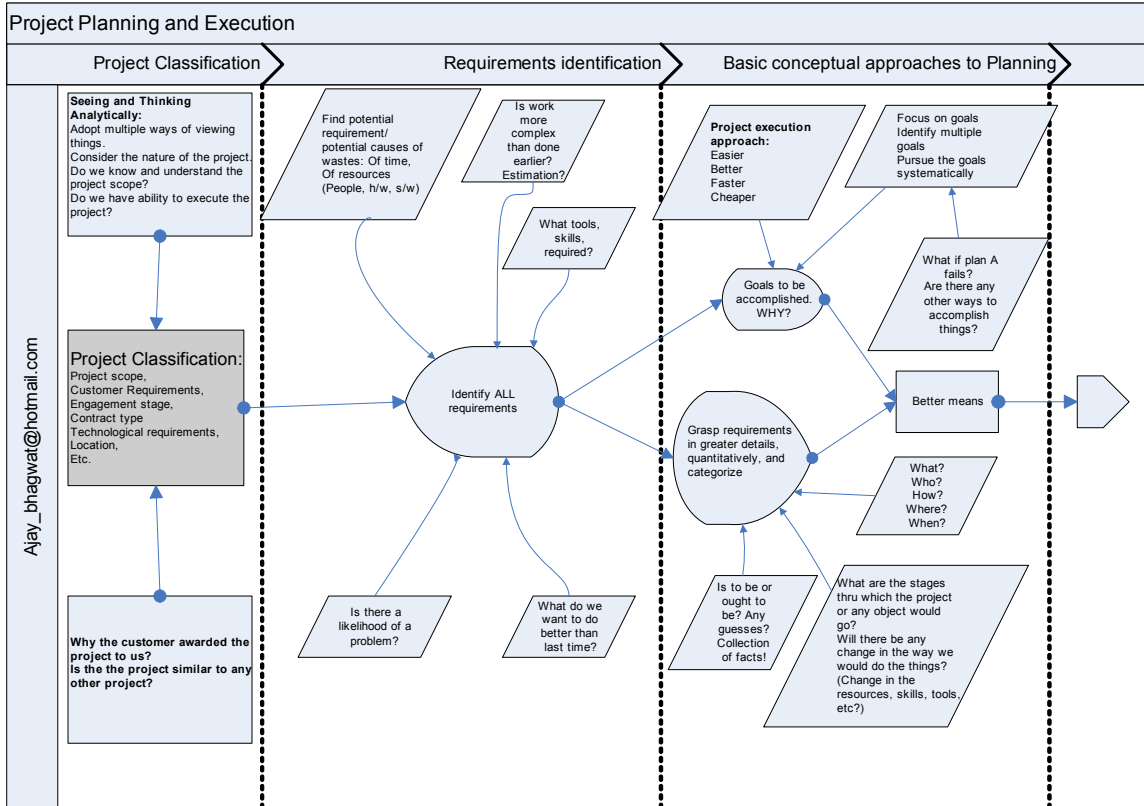 Project Planning and Execution
Project Classification
Requirements identification
Basic conceptual approaches to Planning
Ajay_bhagwat@hotmail.com
Seeing and Thinking
Analytically:
Adopt multiple ways of viewing
things.
Consider the nature of the project.
Do we know and understand the
project scope?
Do we have ability to execute the
project?
Project Classification:
Project scope,
Customer Requirements,
Engagement stage,
Contract type
Technological requirements,
Location,
Etc.
Why the customer awarded the
project to us?
Is the the project similar to any
other project?
Find potential
requirement/
potential causes of
wastes: Of time,
Of resources
(People, h/w, s/w)
Is work
more
complex
than done
earlier?
Estimation?
What tools,
skills,
required?
Identify ALL
requirements
Is there a
likelihood of a
problem?
What do we
want to do
better than
last time?
Project execution
approach:
Easier
Better
Faster
Cheaper
Focus on goals
Identify multiple
goals
Pursue the goals
systematically
What if plan A
fails?
Are there any
other ways to
accomplish
things?
Goals to be
accomplished.
WHY?
Better means
Grasp requirements
in greater details,
quantitatively, and
categorize
What?
Who?
How?
Where?
When?
Is to be or
ought to
be? Any
guesses?
Collection
of facts!
What are the stages
thru which the project
or any object would
go?
Will there be any
change in the way we
would do the things?
(Change in the
resources, skills, tools,
etc?)